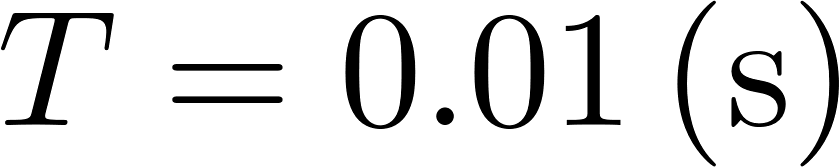 T = 0.01 (s)